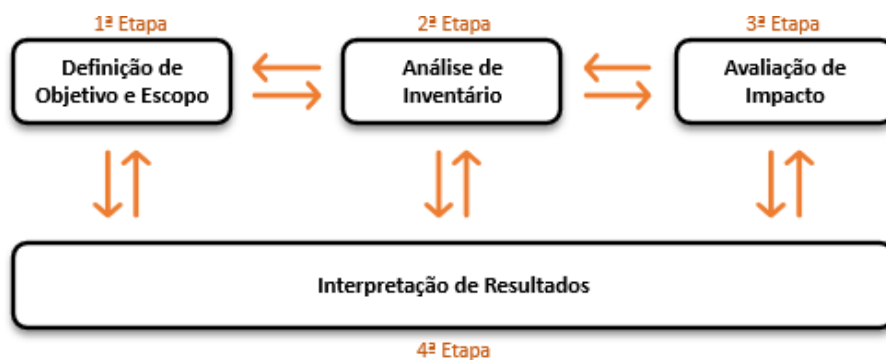 1ª Etapa
2ª Etapa
3ª Etapa
Definição de
Objetivo e Escopo
Análise de
Inventário
Avaliação de
Impacto
Interpretação de Resultados
4ª Etapa